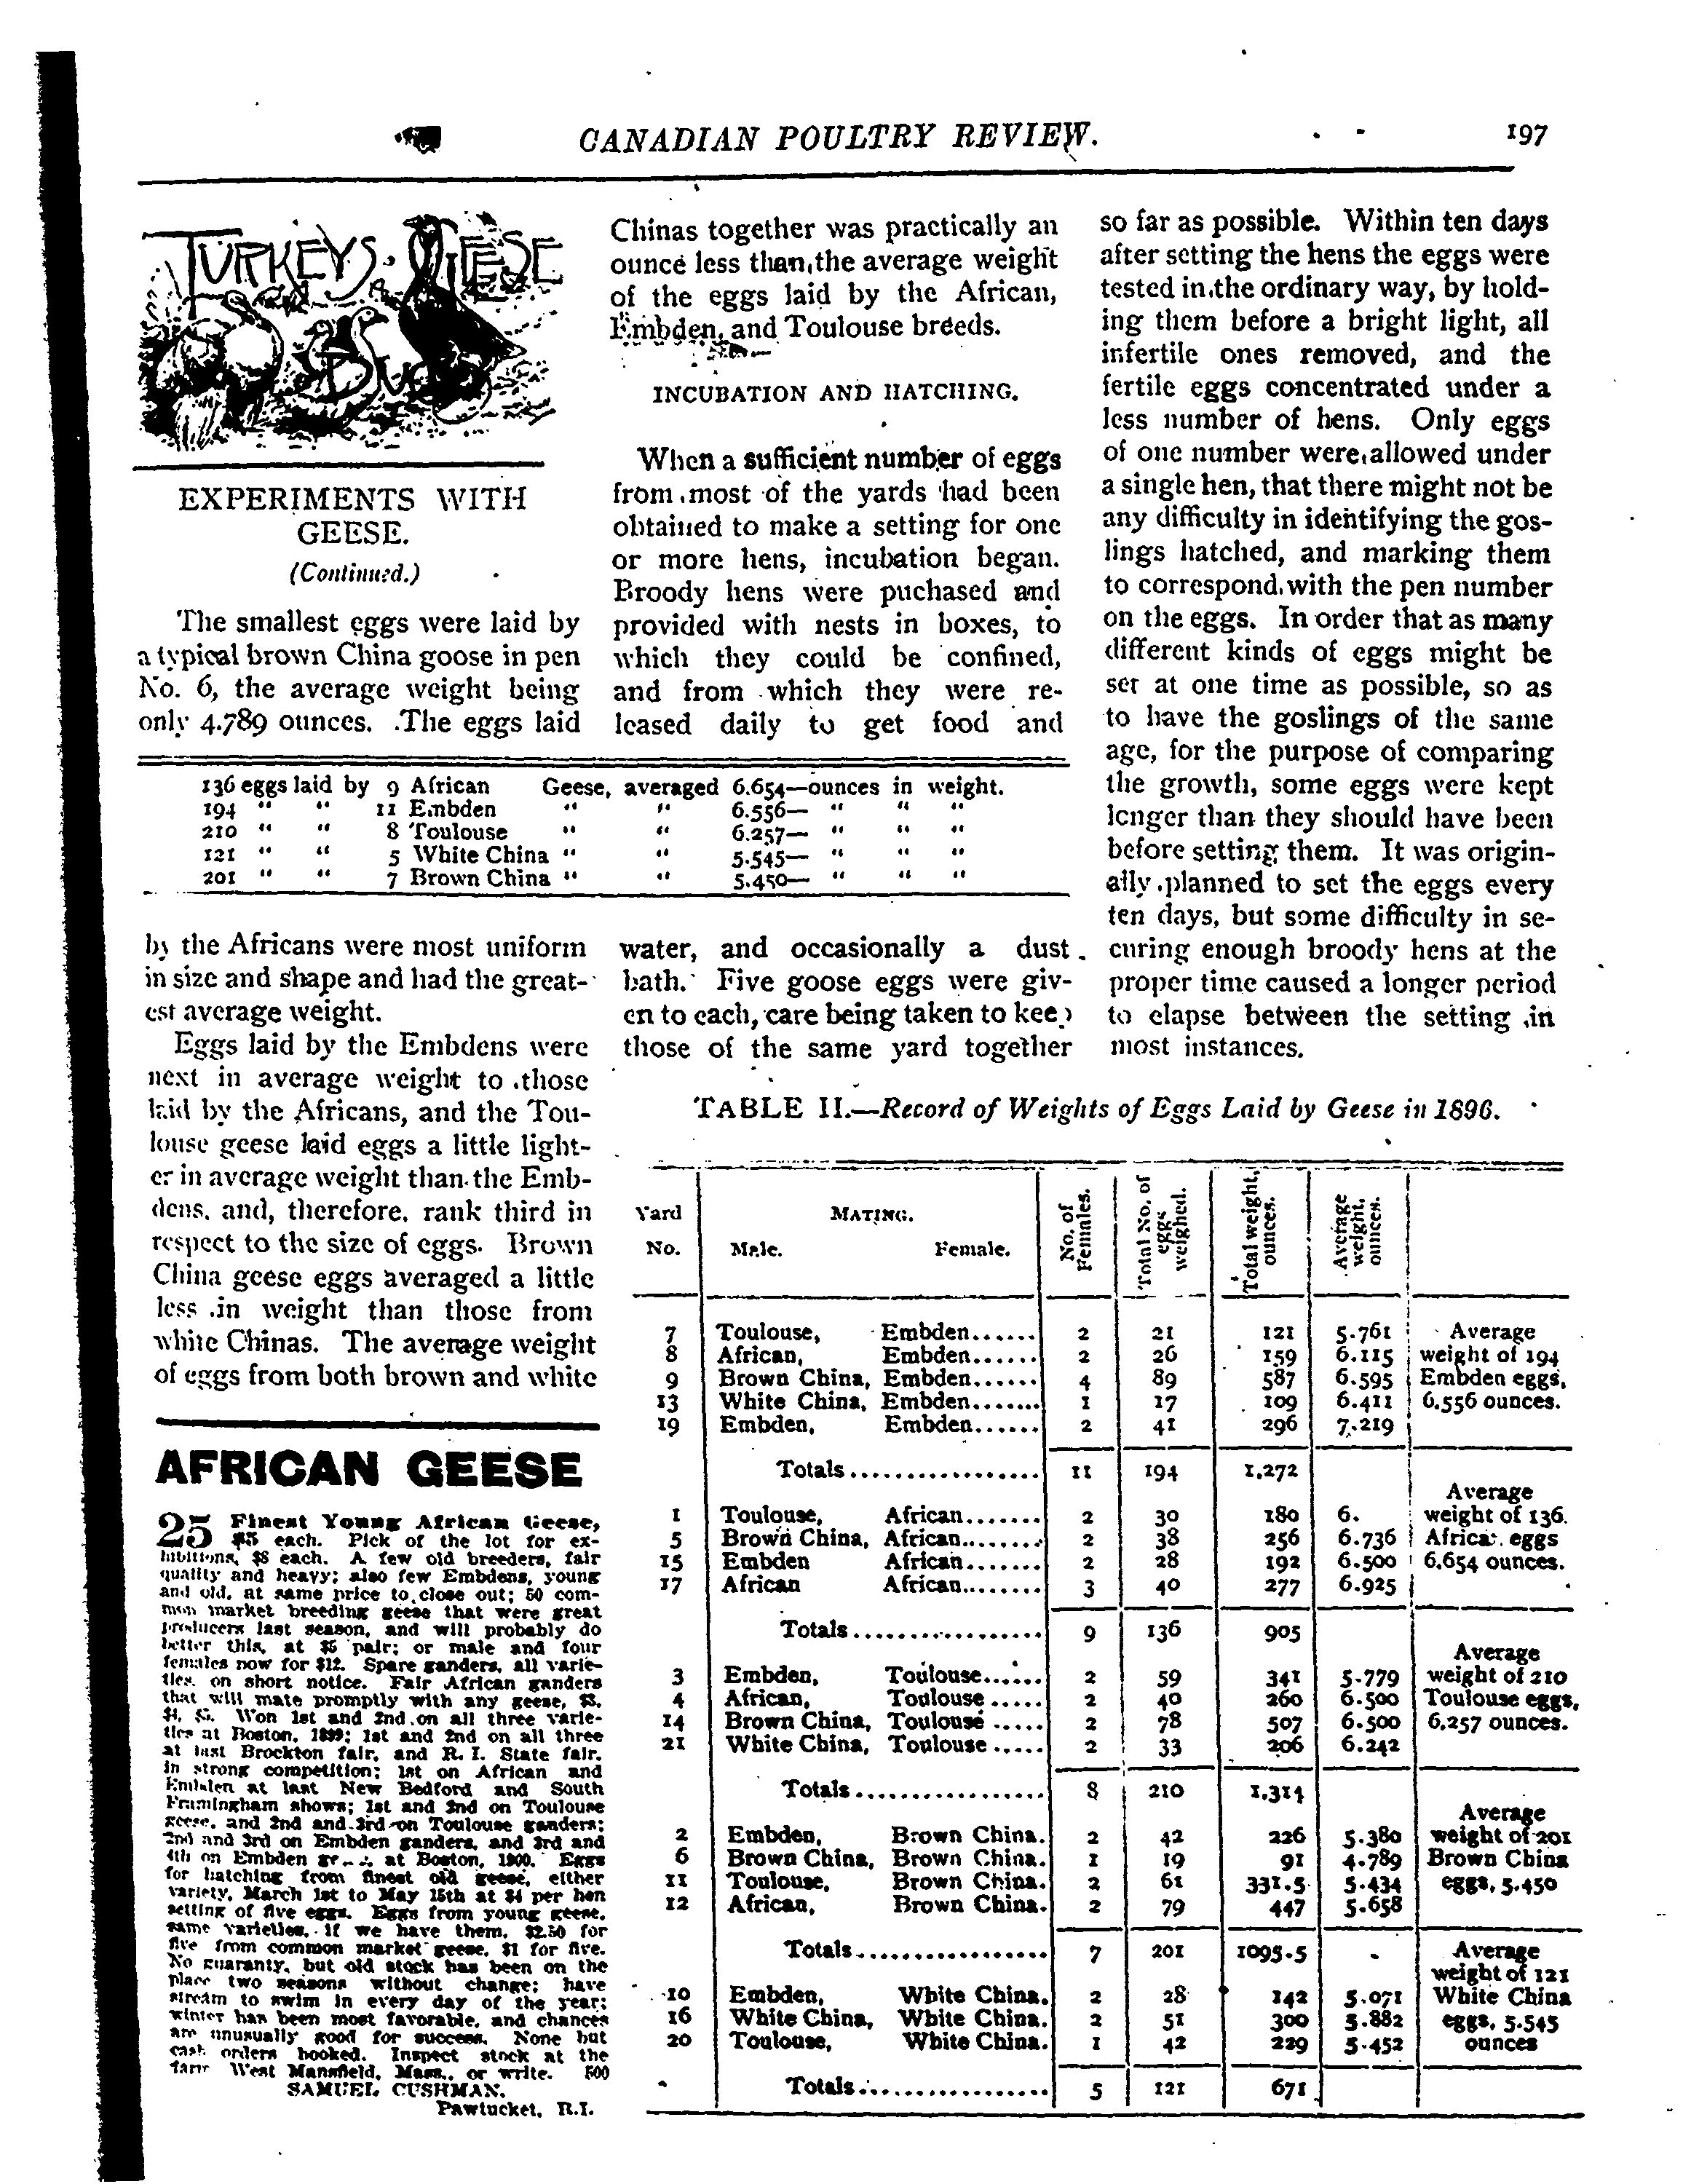 CANADIAN POULTRY REVIEW.
197
TURKEYS, GEESE
DUCKS
EXPERIMENTS WITH
GEESE.
(Continued.)
The smallest eggs were laid by
a typical brown China goose in pen
No. 6, the average weight being
only 4.789 ounces. The eggs laid
Chinas together was practically an
ounce less than the average weight
of the eggs laid by the African,
Embden, and Toulouse breeds.
INCUBATION AND HATCHING.
When a sufficient number of eggs
from most of the yards had been
obtained to make a setting for one
or more hens, incubation began.
Broody hens were puchased and
provided with nests in boxes, to
which they could be confined,
and from which they were re-
leased daily to get food and
136 eggs laid by 9 African Geese, averaged 6.654—ounces in weight.
194 " " 11 Embden " " 6.556— " " "
210 " " 8 Toulouse " " 6.257— " " "
121 " " 5 White China " " 5.545— " " "
201 " " 7 Brown China " " 5.450— " " "
by the Africans were most uniform
in size and shape and had the great-
est average weight.
Eggs laid by the Embdens were
next in average weight to those
laid by the Africans, and the Tou-
louse geese laid eggs a little light-
er in average weight than the Emb-
dens, and, therefore, rank third in
respect to the size of eggs. Brown
China geese eggs averaged a little
less in weight than those from
white Chinas. The average weight
of eggs from both brown and white
water, and occasionally a dust
bath. Five goose eggs were giv-
en to each, care being taken to keep
those of the same yard together
so far as possible. Within ten days
after setting the hens the eggs were
tested in the ordinary way, by hold-
ing them before a bright light, all
infertile ones removed, and the
fertile eggs concentrated under a
less number of hens. Only eggs
of one number were allowed under
a single hen, that there might not be
any difficulty in identifying the gos-
lings hatched, and marking them
to correspond with the pen number
on the eggs. In order that as many
different kinds of eggs might be
set at one time as possible, so as
to have the goslings of the same
age, for the purpose of comparing
the growth, some eggs were kept
longer than they should have been
before setting them. It was origin-
ally planned to set the eggs every
ten days, but some difficulty in se-
curing enough broody hens at the
proper time caused a longer period
to elapse between the setting in
most instances.
AFRICAN GEESE
25 Finest Young African Geese,
$5 each. Pick of the lot for ex-
hibitions, $8 each. A few old breeders, fair
quality and heavy; also few Embdens, young
and old, at same price to close out; 50 com-
mon market breeding geese that were great
producers last season, and will probably do
better this, at $5 pair; or male and four
females now for $12. Spare ganders, all varie-
ties, on short notice. Fair African ganders
that will mate promptly with any geese, $3,
$4, $5. Won 1st and 2nd on all three varie-
ties at Boston, 1899; 1st and 2nd on all three
at last Brockton fair, and R. I. State fair,
in strong competition; 1st on African and
Embden at last New Bedford and South
Framingham shows; 1st and 2nd on Toulouse
geese, and 2nd and 3rd on Toulouse ganders;
2nd and 3rd on Embden ganders, and 3rd and
4th on Embden at Boston, 1900. Eggs
for hatching from finest old geese, either
variety, March 1st to May 15th at $4 per hen
setting of five eggs. Eggs from young geese,
same varieties, if we have them, $2.50 for
five from common market geese, $1 for five.
No guaranty, but old stock has been on the
place two seasons without change; have
stream to swim in every day of the year;
winter has been most favorable, and chances
are unusually good for success. None but
cash orders booked. Inspect stock at the
farm West Mansfield, Mass., or write. 500
SAMUEL CUSHMAN,
Pawtucket, R.I.
TABLE II.—Record of Weights of Eggs Laid by Geese in 1896.
Yard No. MATING. Male. Female. No. of Females. Total No. of eggs weighed. Total weight, ounces. Average weight, ounces.
7 Toulouse, Embden...... 2 21 121 5.761 Average
8 African, Embden...... 2 26 159 6.115 weight of 194
9 Brown China, Embden...... 4 89 587 6.595 Embden eggs,
13 White China, Embden....... 1 17 109 6.411 6.556 ounces.
19 Embden, Embden...... 2 41 296 7.219
Totals................. 11 194 1,272
Average
1 Toulouse, African....... 2 30 180 6. weight of 136
5 Brown China, African........ 2 38 256 6.736 African eggs
15 Embden African....... 2 28 192 6.500 6.654 ounces.
17 African African........ 3 40 277 6.925
Totals................. 9 136 905
Average
3 Embden, Toulouse...... 2 59 341 5.779 weight of 210
4 African, Toulouse ..... 2 40 260 6.500 Toulouse eggs,
14 Brown China, Toulouse ..... 2 78 507 6.500 6.257 ounces.
21 White China, Toulouse ..... 2 33 206 6.242
Totals................. 8 210 1,314
Average
2 Embden, Brown China. 2 42 226 5.380 weight of 201
6 Brown China, Brown China. 1 19 91 4.789 Brown China
11 Toulouse, Brown China. 2 61 331.5 5.434 eggs, 5.450
12 African, Brown China. 2 79 447 5.658
Totals................. 7 201 1095.5 Average
weight of 121
10 Embden, White China. 2 28 142 5.071 White China
16 White China, White China. 2 51 300 5.882 eggs, 5.545
20 Toulouse, White China. 1 42 229 5.452 ounces
Totals................. 5 121 671